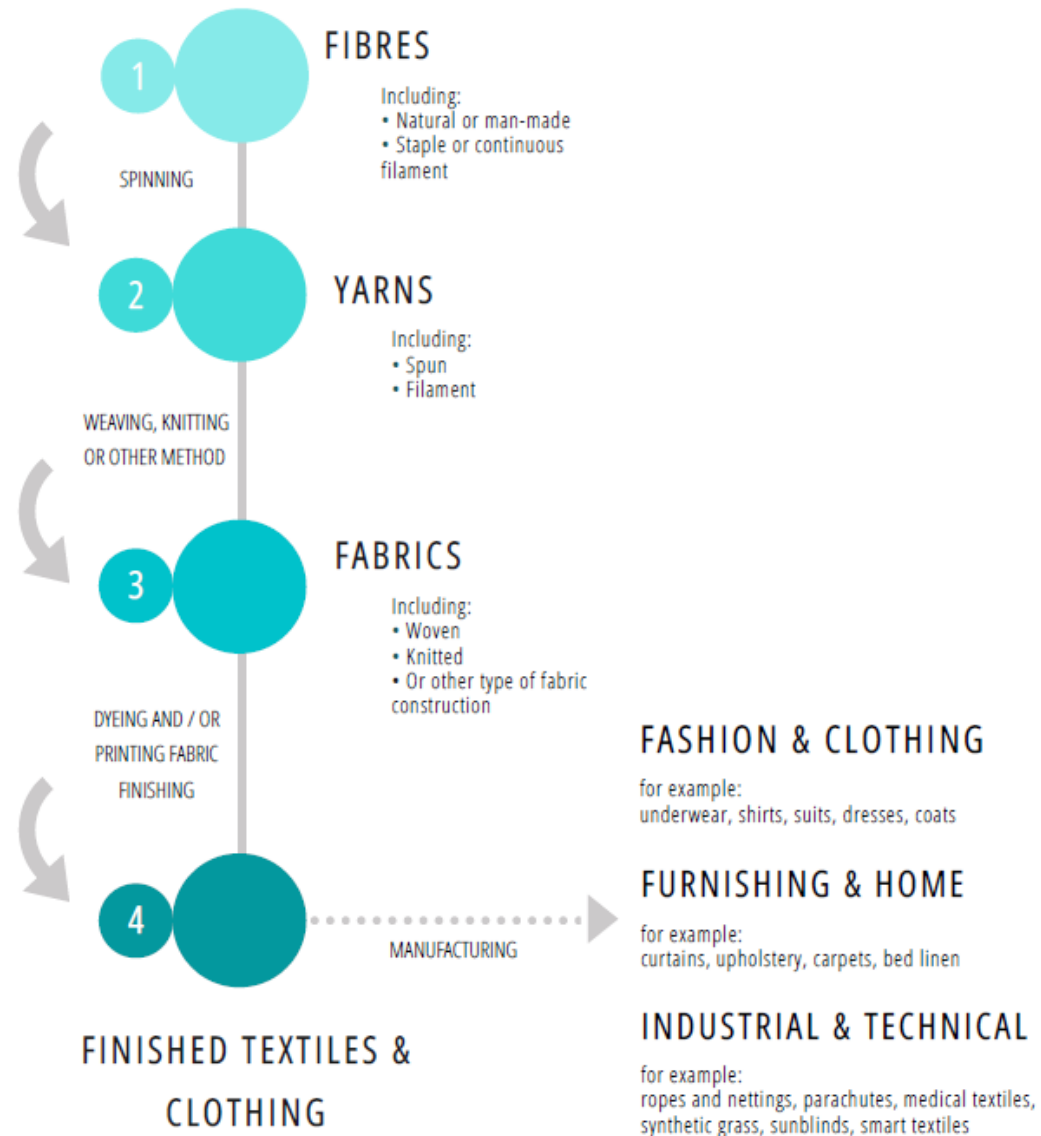 1
FIBRES
Including:
• Natural or man-made
• Staple or continuous
filament
SPINNING
2
YARNS
Including:
• Spun
• Filament
WEAVING, KNITTING
OR OTHER METHOD
3
FABRICS
Including:
• Woven
• Knitted
• Or other type of fabric
construction
DYEING AND / OR
PRINTING FABRIC
FINISHING
4
FINISHED TEXTILES &
CLOTHING
MANUFACTURING
FASHION & CLOTHING
for example:
underwear, shirts, suits, dresses, coats
FURNISHING & HOME
for example:
curtains, upholstery, carpets, bed linen
INDUSTRIAL & TECHNICAL
for example:
ropes and nettings, parachutes, medical textiles,
synthetic grass, sunblinds, smart textiles